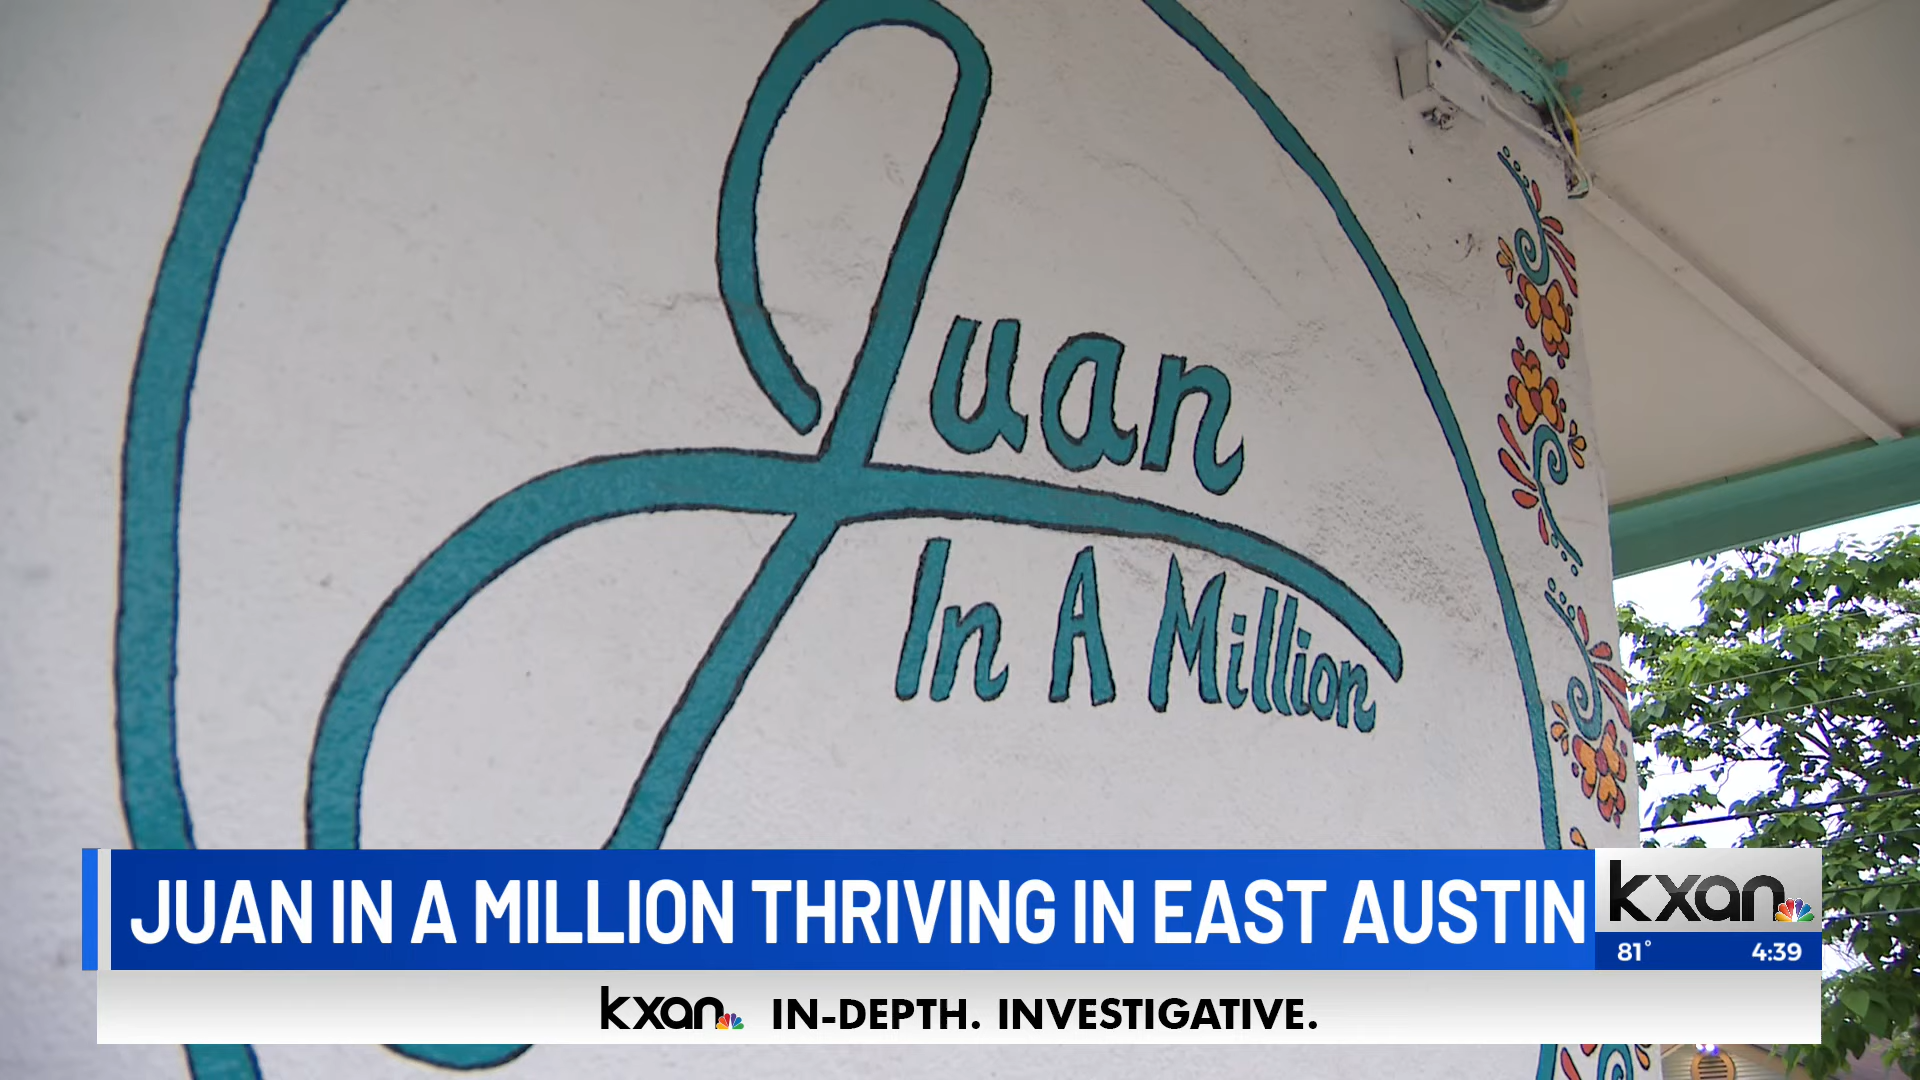 Juan
In A Million
JUAN IN A MILLION THRIVING IN EAST AUSTIN
kxan
81° 4:39
kxan IN-DEPTH. INVESTIGATIVE.